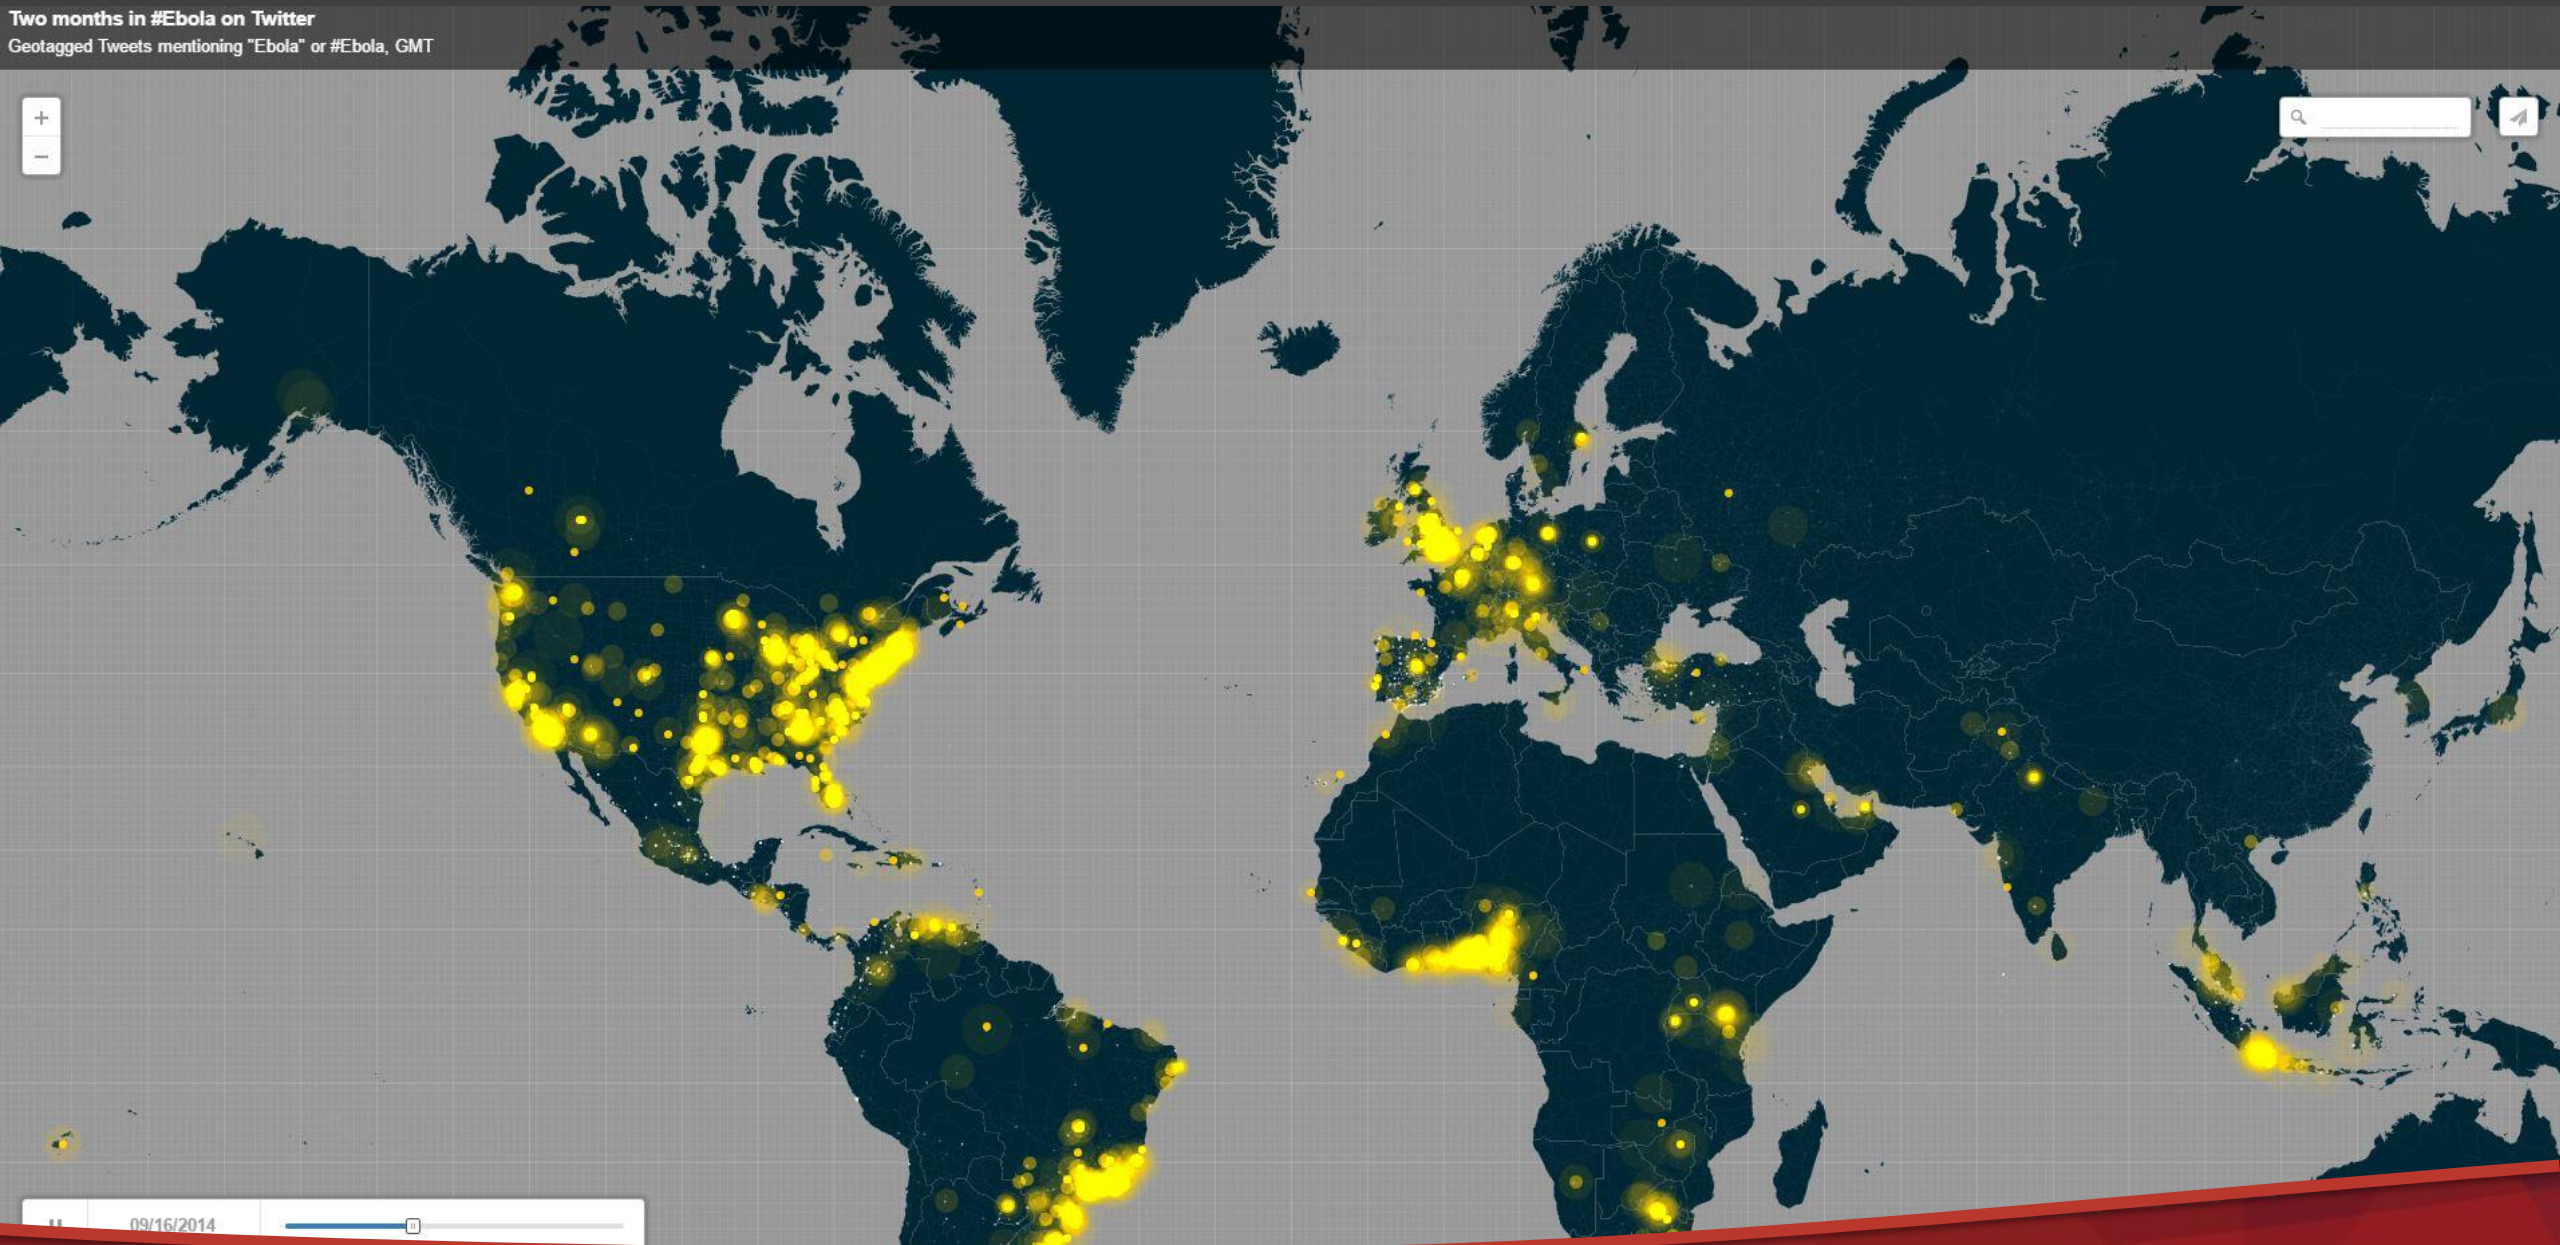 Two months in #Ebola on Twitter
Geotagged Tweets mentioning "Ebola" or #Ebola, GMT
+
−
09/16/2014